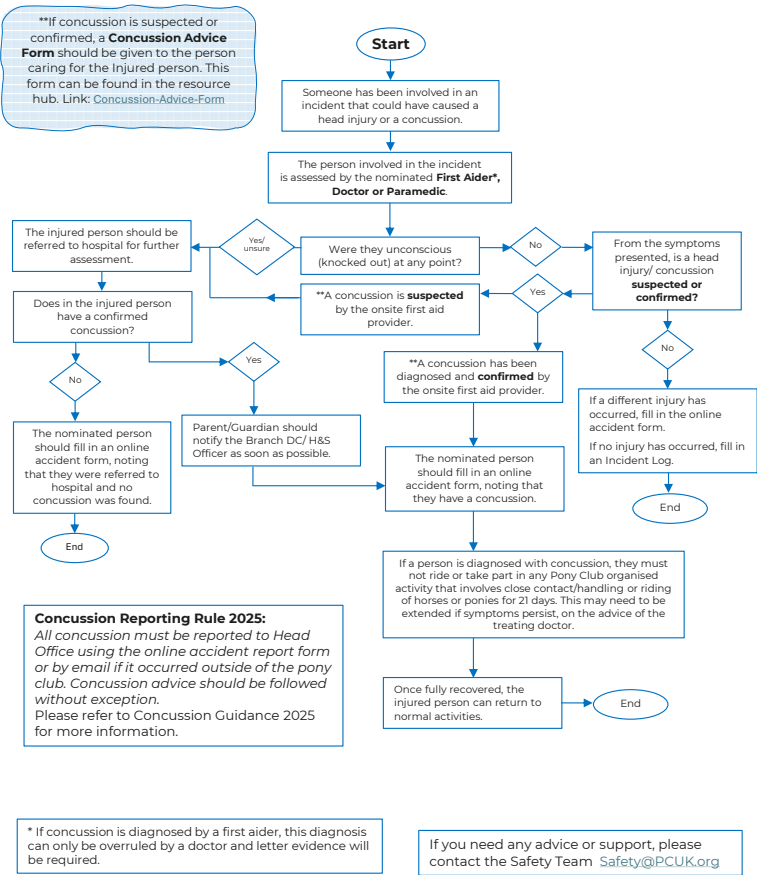 **If concussion is suspected or
confirmed, a Concussion Advice
Form should be given to the person
caring for the Injured person. This
form can be found in the resource
hub. Link: Concussion-Advice-Form
Start
Someone has been involved in an
incident that could have caused a
head injury or a concussion.
The person involved in the incident
is assessed by the nominated First Aider*,
Doctor or Paramedic.
The injured person should be
referred to hospital for further
assessment.
Yes/
unsure
Were they unconscious
(knocked out) at any point?
No
From the symptoms
presented, is a head
injury/ concussion
suspected or
confirmed?
**A concussion is suspected
by the onsite first aid
provider.
Yes
Does in the injured person
have a confirmed
concussion?
No
Yes
**A concussion has been
diagnosed and confirmed by
the onsite first aid provider.
No
If a different injury has
occurred, fill in the online
accident form.
If no injury has occurred, fill in
an Incident Log.
The nominated person
should fill in an online
accident form, noting
that they were referred to
hospital and no
concussion was found.
Parent/Guardian should
notify the Branch DC/ H&S
Officer as soon as possible.
The nominated person
should fill in an online
accident form, noting that
they have a concussion.
End
End
If a person is diagnosed with concussion, they must
not ride or take part in any Pony Club organised
activity that involves close contact/handling or riding
of horses or ponies for 21 days. This may need to be
extended if symptoms persist, on the advice of the
treating doctor.
Concussion Reporting Rule 2025:
All concussion must be reported to Head
Office using the online accident report form
or by email if it occurred outside of the pony
club. Concussion advice should be followed
without exception.
Please refer to Concussion Guidance 2025
for more information.
Once fully recovered, the
injured person can return to
normal activities.
End
* If concussion is diagnosed by a first aider, this diagnosis
can only be overruled by a doctor and letter evidence will
be required.
If you need any advice or support, please
contact the Safety Team Safety@PCUK.org